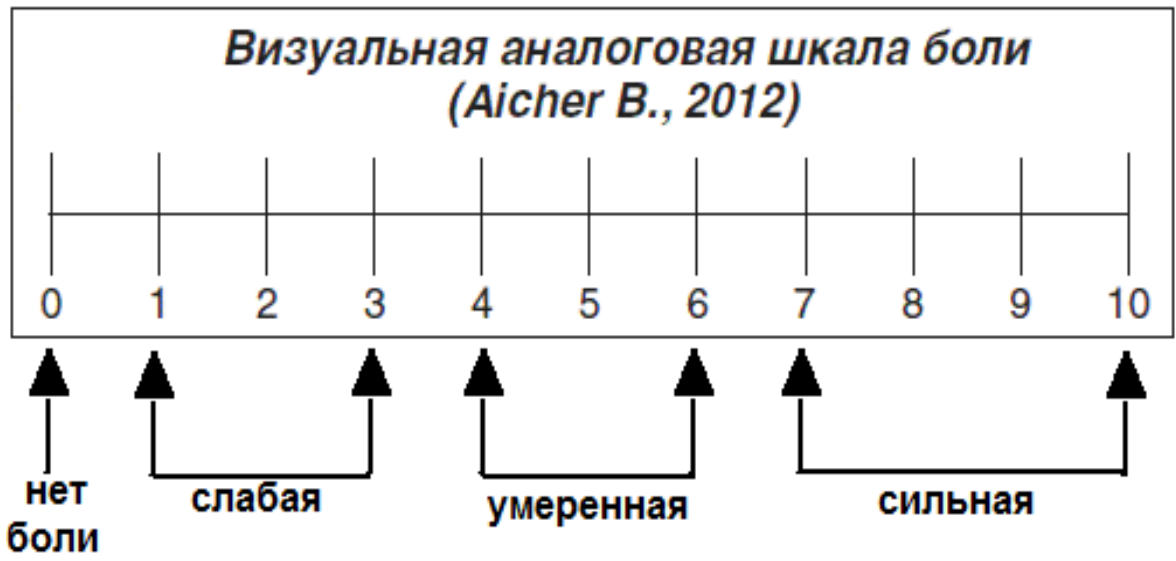 Визуальная аналоговая шкала боли
(Aicher B., 2012)
0 1 2 3 4 5 6 7 8 9 10
нет
боли
слабая
умеренная
сильная